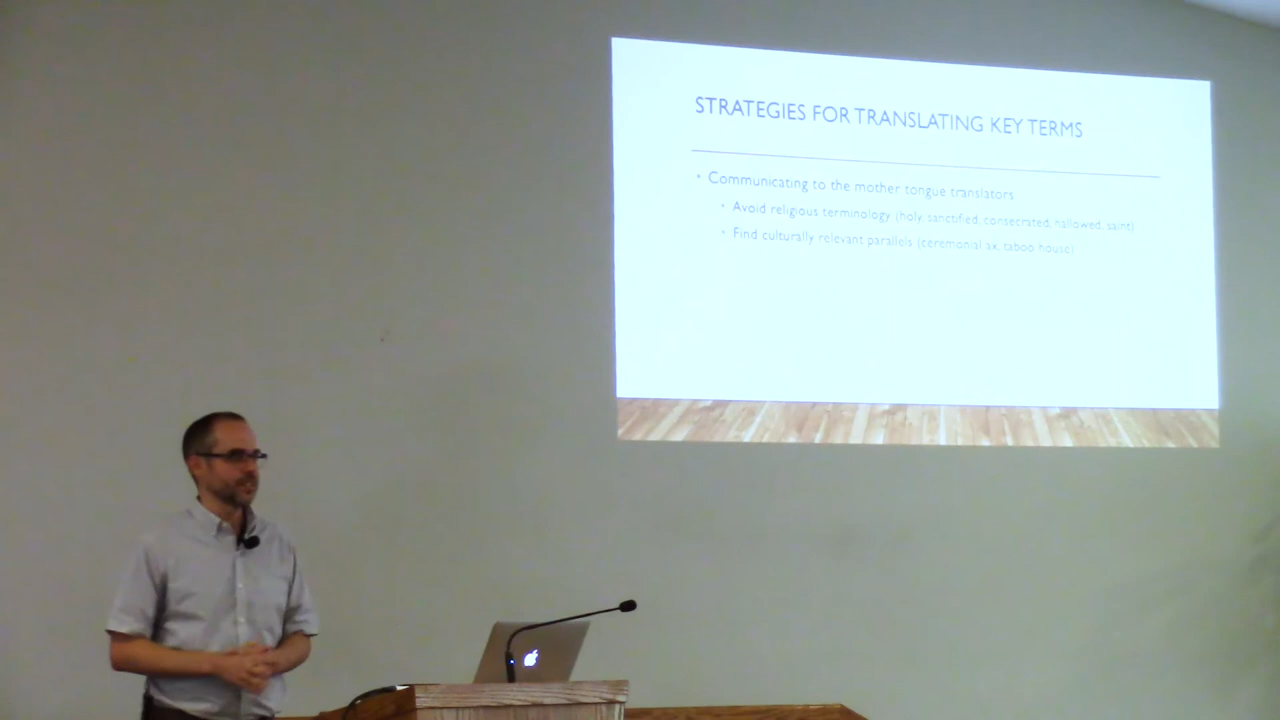 STRATEGIES FOR TRANSLATING KEY TERMS
• Communicating to the mother tongue translators
• Avoid religious terminology (holy, sanctified, consecrated, hallowed, saint)
• Find culturally relevant parallels (ceremonial ax, taboo house)